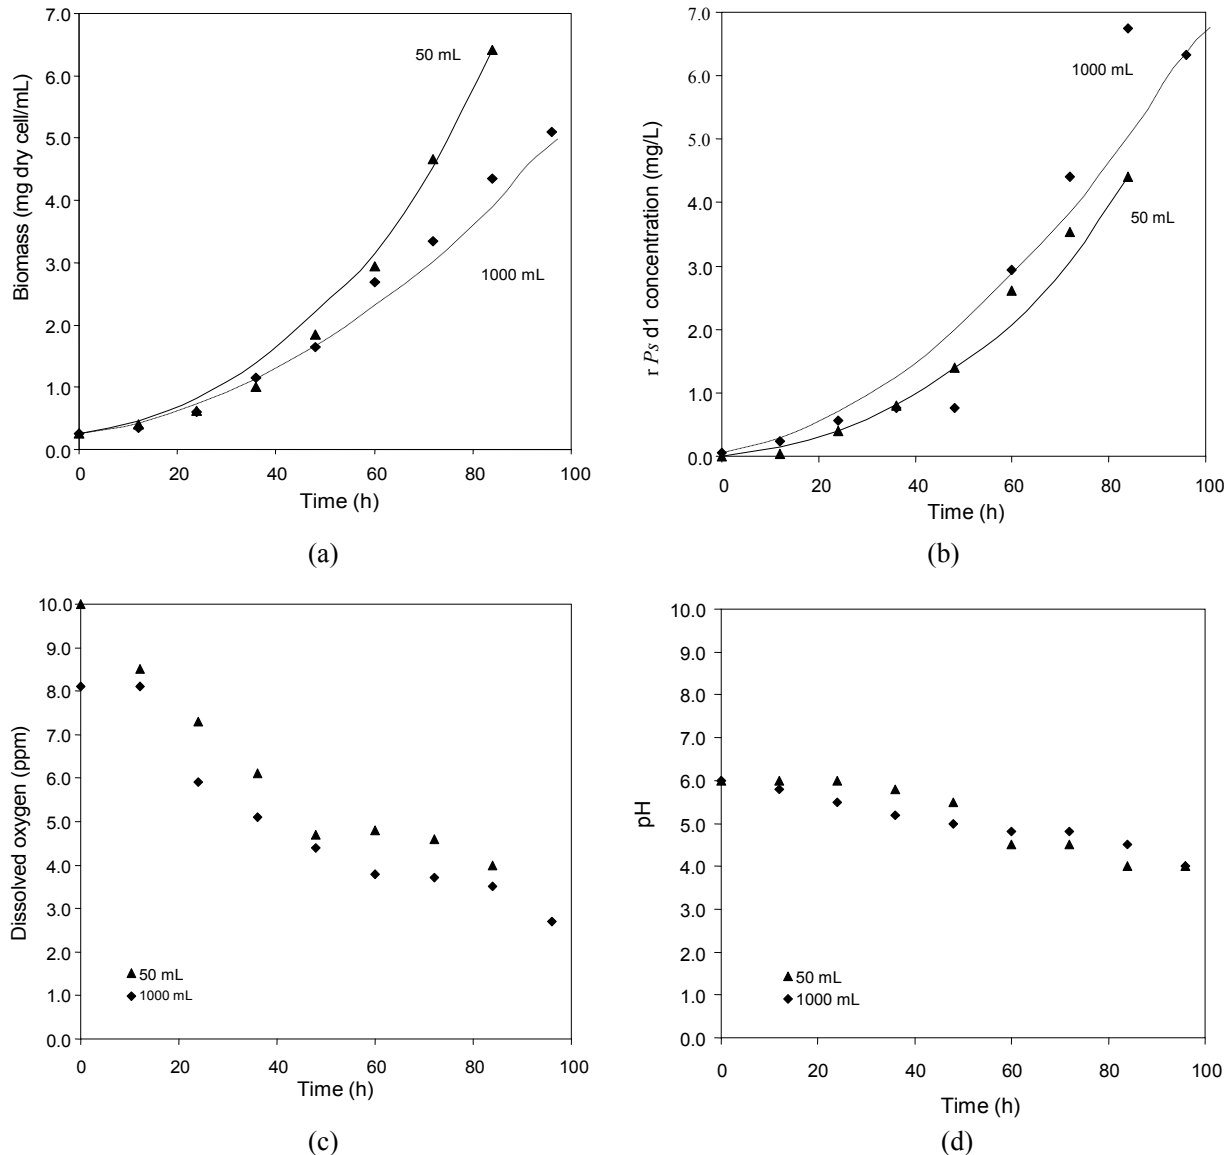 7.0
6.0
5.0
4.0
3.0
2.0
1.0
0.0
Biomass (mg dry cell/mL)
50 mL
1000 mL
0 20 40 60 80 100
Time (h)
(a)
7.0
6.0
5.0
4.0
3.0
2.0
1.0
0.0
r Ps d1 concentration (mg/L)
1000 mL
50 mL
0 20 40 60 80 100
Time (h)
(b)
10.0
9.0
8.0
7.0
6.0
5.0
4.0
3.0
2.0
1.0
0.0
Dissolved oxygen (ppm)
50 mL
1000 mL
0 20 40 60 80 100
Time (h)
(c)
10.0
9.0
8.0
7.0
6.0
5.0
4.0
3.0
2.0
1.0
0.0
pH
50 mL
1000 mL
0 20 40 60 80 100
Time (h)
(d)